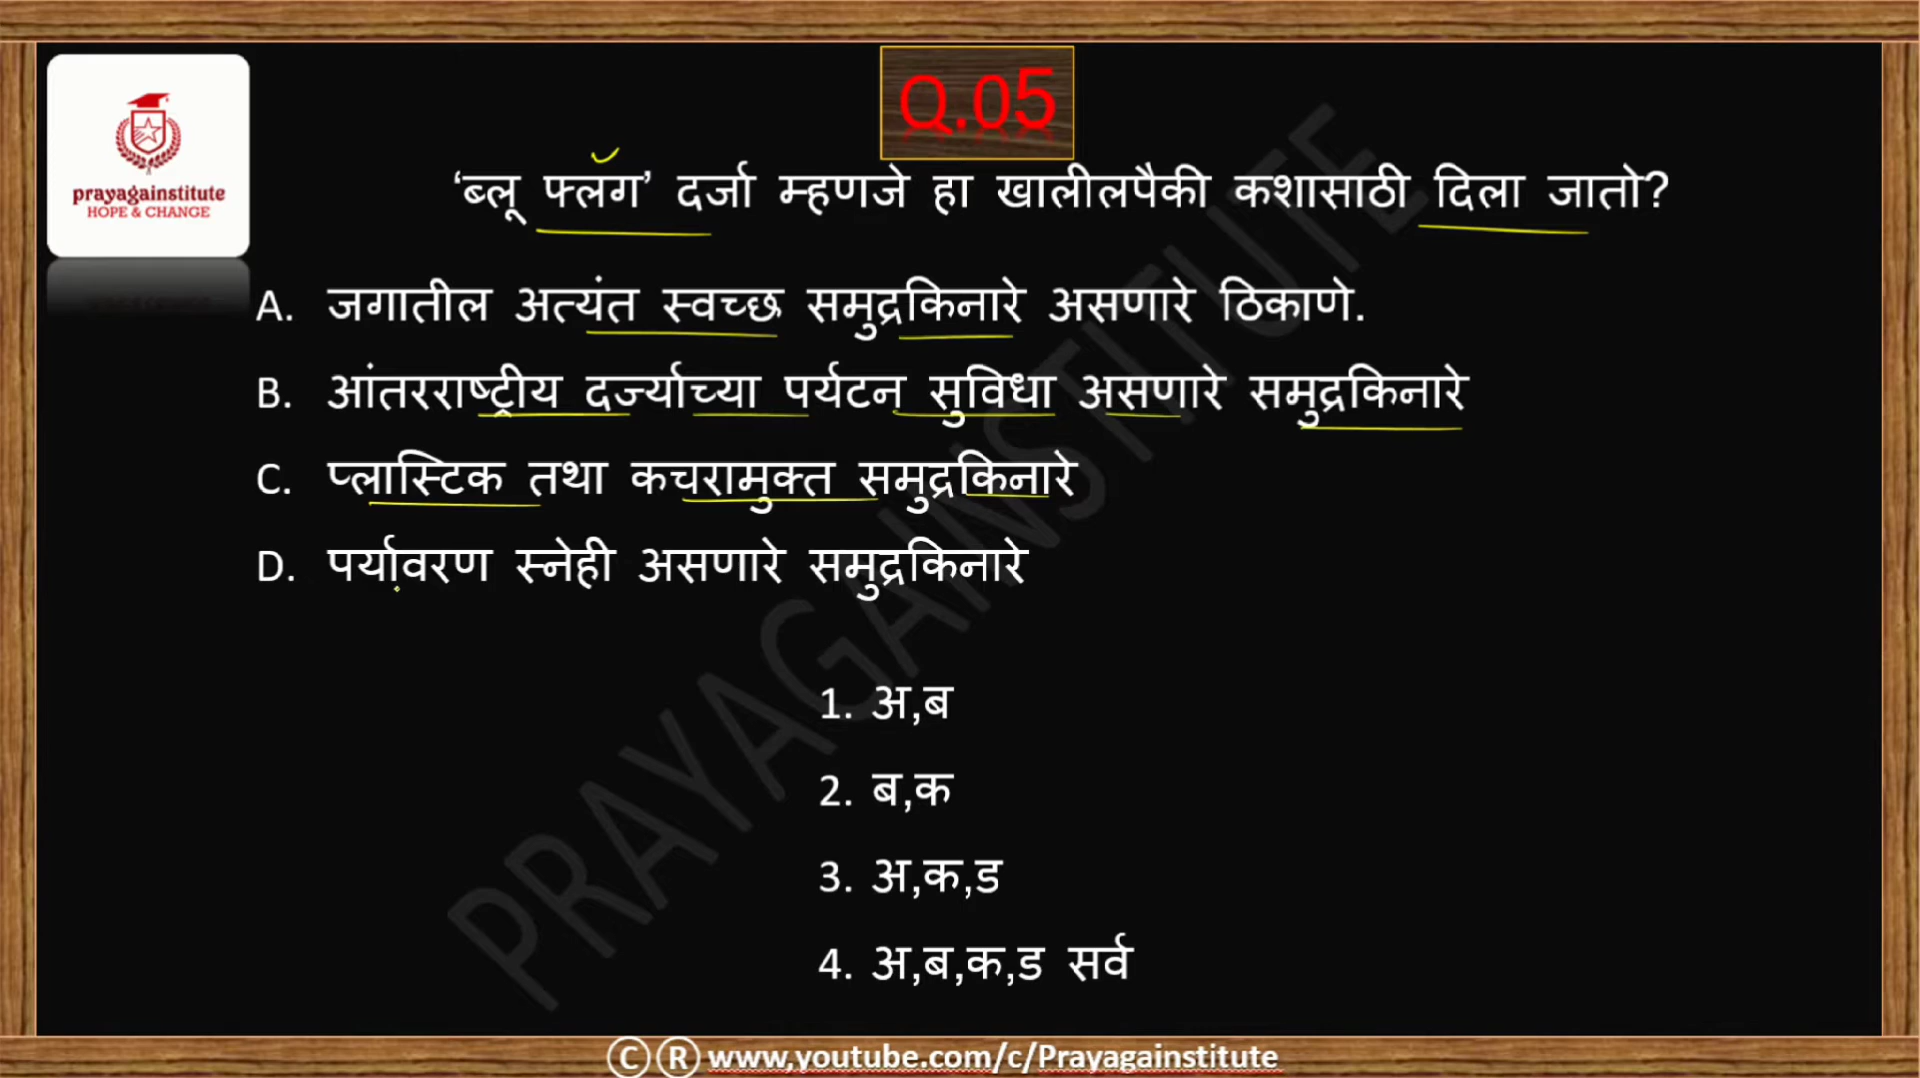 prayagainstitute
HOPE & CHANGE
Q.05
‘ब्लू फ्लॅग’ दर्जा म्हणजे हा खालीलपैकी कशासाठी दिला जातो?
A. जगातील अत्यंत स्वच्छ समुद्रकिनारे असणारे ठिकाणे.
B. आंतरराष्ट्रीय दर्ज्याच्या पर्यटन सुविधा असणारे समुद्रकिनारे
C. प्लास्टिक तथा कचरामुक्त समुद्रकिनारे
D. पर्यावरण स्नेही असणारे समुद्रकिनारे
1. अ,ब
2. ब,क
3. अ,क,ड
4. अ,ब,क,ड सर्व
PRAYAGAINSTITUTE
©® www,youtube.com/c/Prayagainstitute